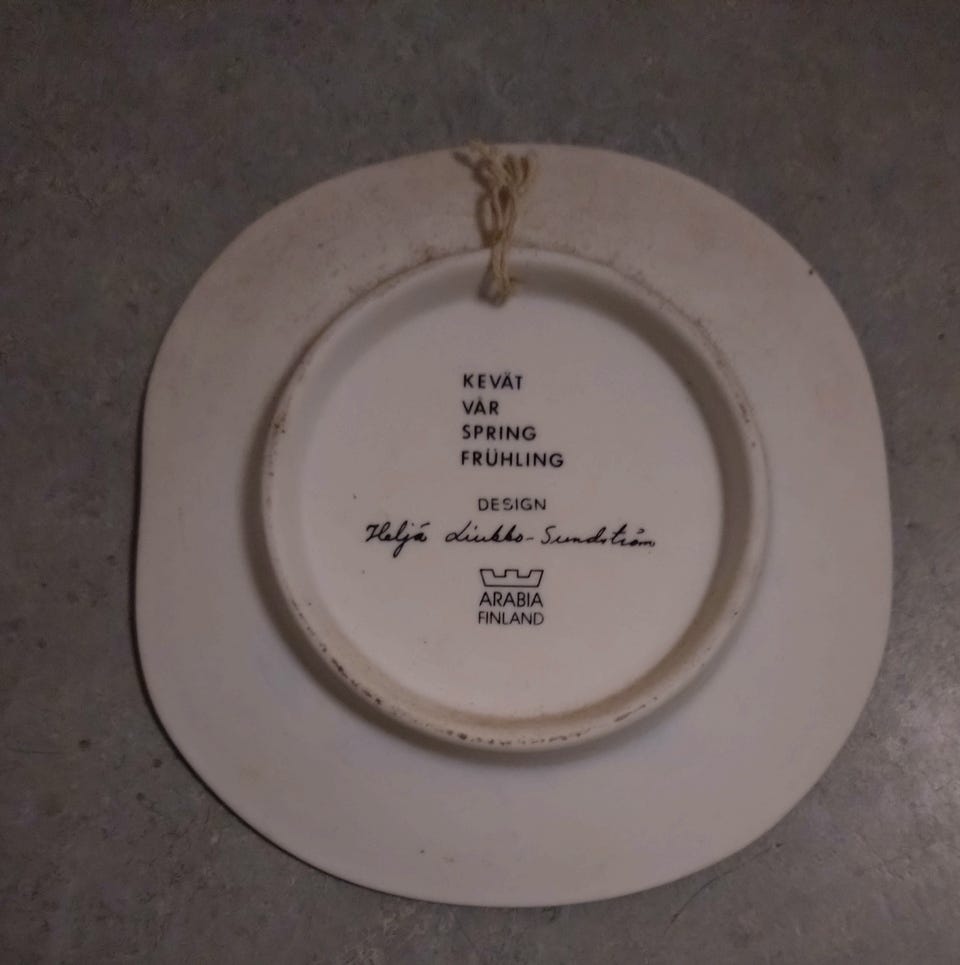 KEVÄT
VÅR
SPRING
FRÜHLING
DESIGN
Heljä Liukko-Sundström
ARABIA
FINLAND